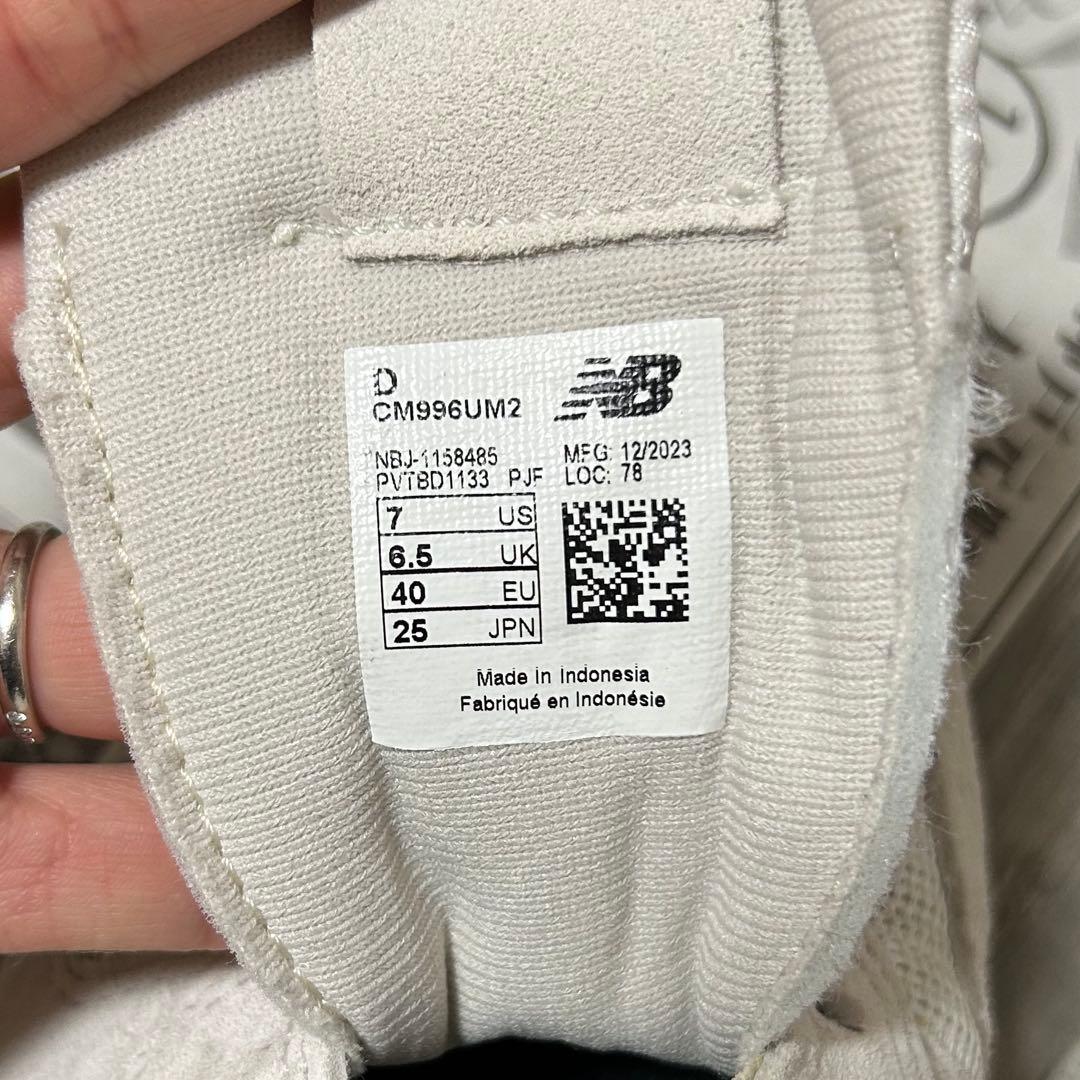 D
CM996UM2
NB
NBJ-1158485
PVTBD1133 PJF
MFG: 12/2023
LOC: 78
7 US
6.5 UK
40 EU
25 JPN
Made in Indonesia
Fabriqué en Indonésie